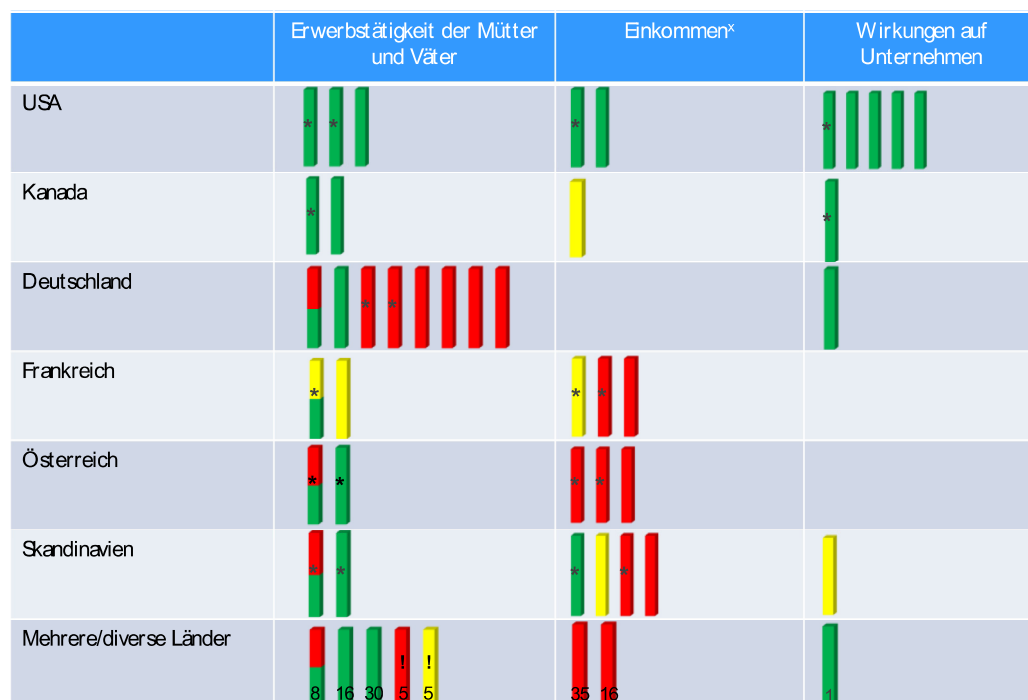 Erwerbstätigkeit der Mütter
und Väter
Einkommenˣ
Wirkungen auf
Unternehmen
USA
* *
*
*
Kanada
*
*
Deutschland
* *
Frankreich
*
* *
Österreich
* *
* *
Skandinavien
* *
* *
Mehrere/diverse Länder
! !
8 16 30 5 5
35 16
1